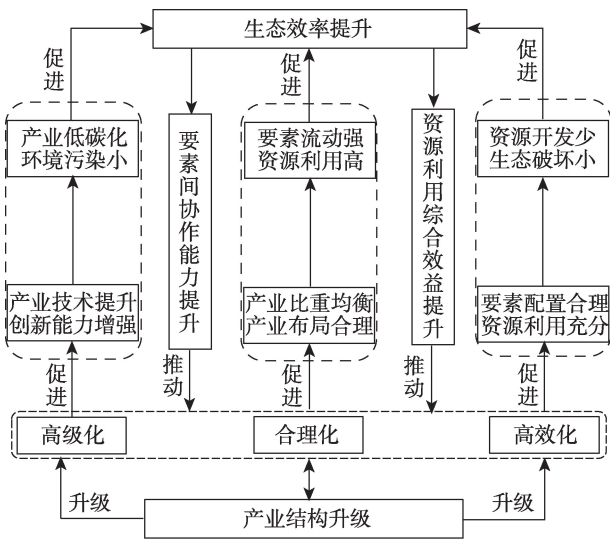 生态效率提升
促进
促进
促进
产业低碳化
环境污染小
要素间协作能力提升
要素流动强
资源利用高
资源利用综合效益提升
资源开发少
生态破坏小
产业技术提升
创新能力增强
产业比重均衡
产业布局合理
要素配置合理
资源利用充分
促进
推动
促进
推动
促进
高级化
合理化
高效化
升级
升级
产业结构升级